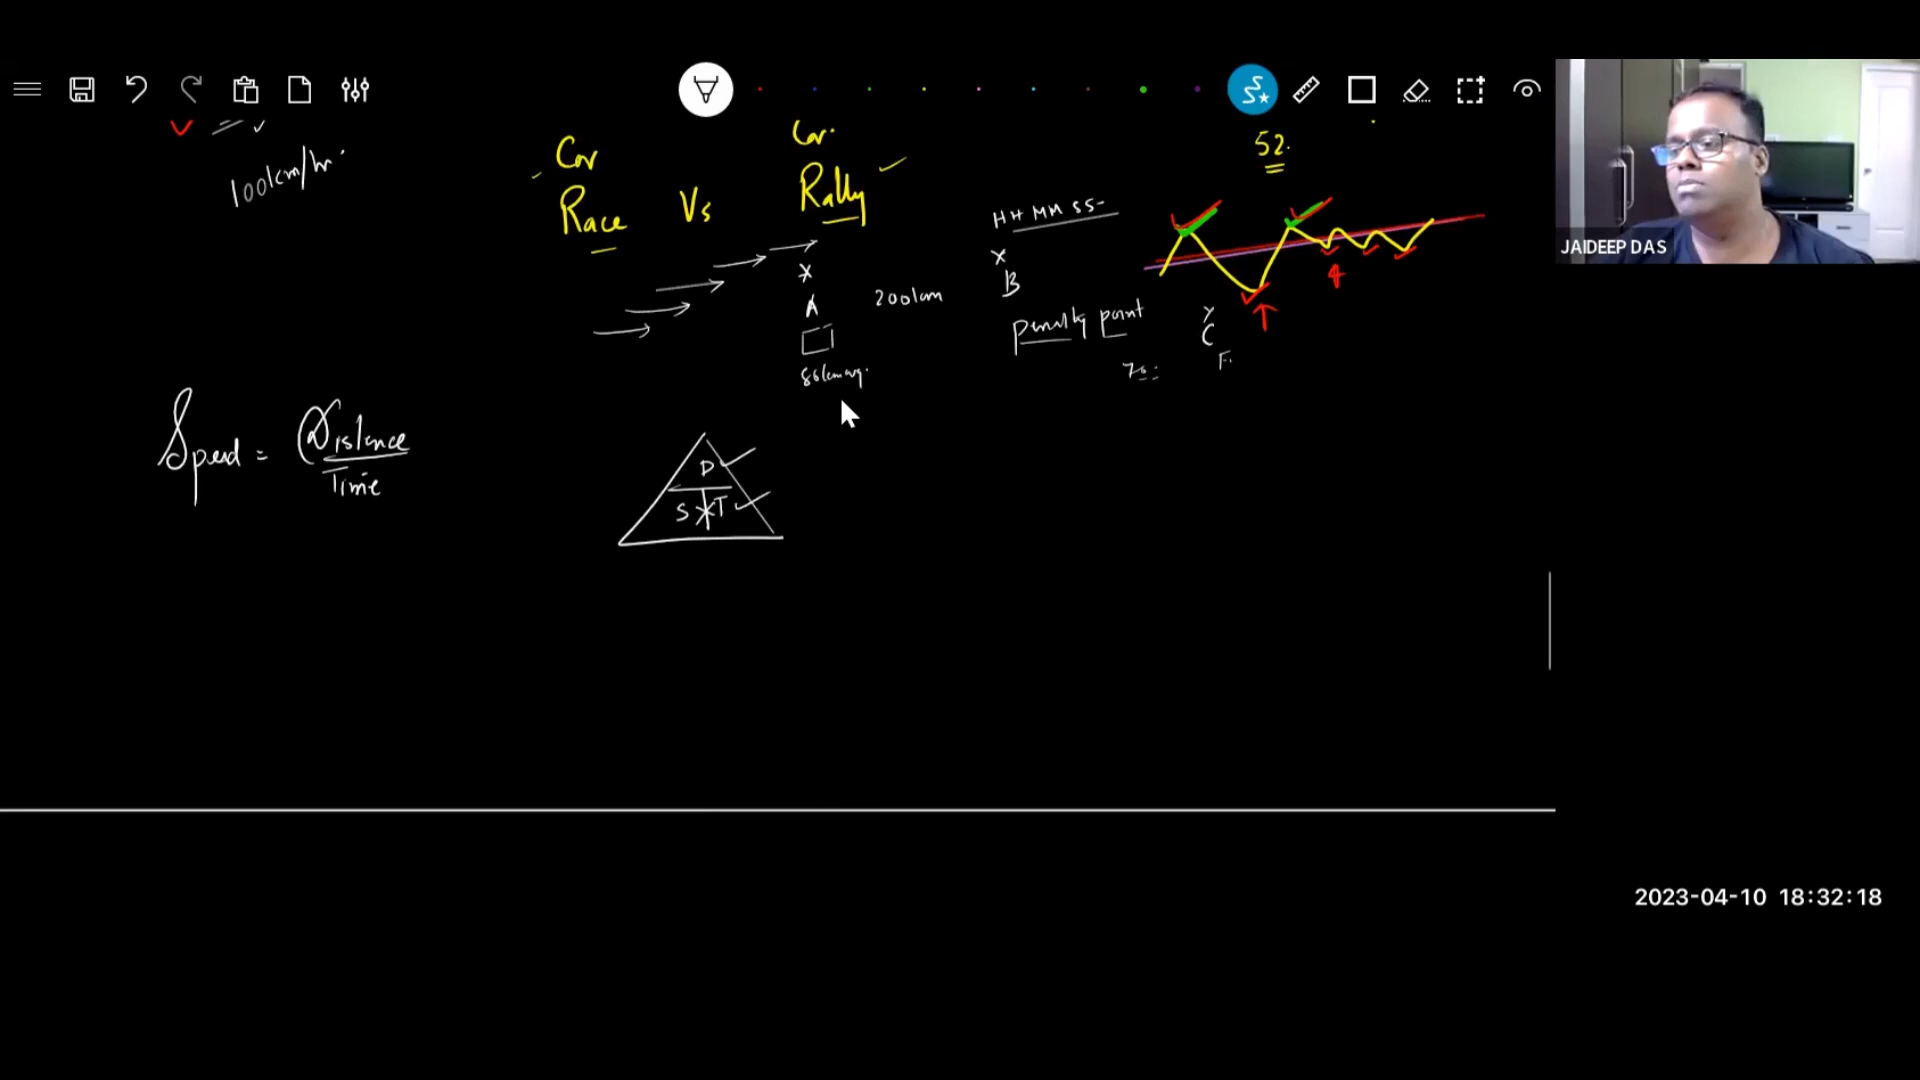 100km/hr.
Car
Race
Vs
Car.
Rally
HH MM SS
52.
JAIDEEP DAS
X
A
200km
X
B
Penalty point
C
F.
Speed = Distance
Time
D
S T
2023-04-10 18:32:18